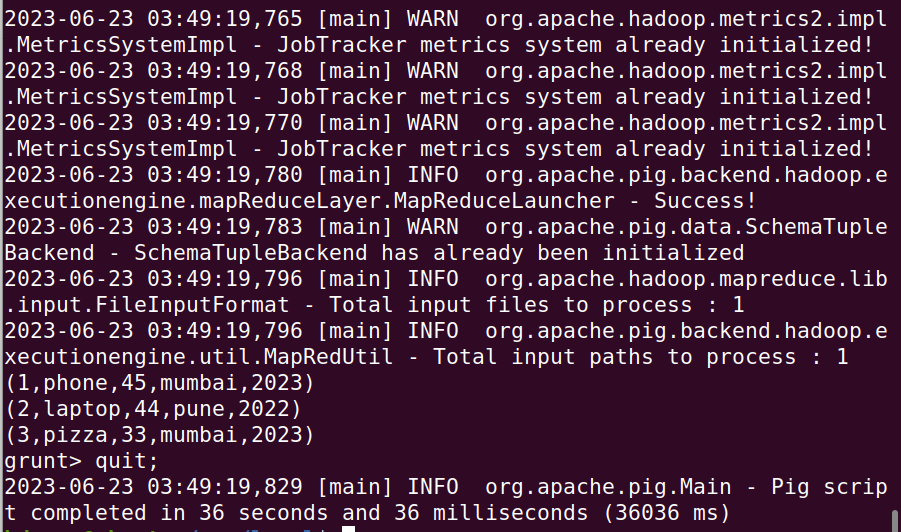 2023-06-23 03:49:19,765 [main] WARN  org.apache.hadoop.metrics2.impl
.MetricsSystemImpl - JobTracker metrics system already initialized!
2023-06-23 03:49:19,768 [main] WARN  org.apache.hadoop.metrics2.impl
.MetricsSystemImpl - JobTracker metrics system already initialized!
2023-06-23 03:49:19,770 [main] WARN  org.apache.hadoop.metrics2.impl
.MetricsSystemImpl - JobTracker metrics system already initialized!
2023-06-23 03:49:19,780 [main] INFO  org.apache.pig.backend.hadoop.e
xecutionengine.mapReduceLayer.MapReduceLauncher - Success!
2023-06-23 03:49:19,783 [main] WARN  org.apache.pig.data.SchemaTuple
Backend - SchemaTupleBackend has already been initialized
2023-06-23 03:49:19,796 [main] INFO  org.apache.hadoop.mapreduce.lib
.input.FileInputFormat - Total input files to process : 1
2023-06-23 03:49:19,796 [main] INFO  org.apache.pig.backend.hadoop.e
xecutionengine.util.MapRedUtil - Total input paths to process : 1
(1,phone,45,mumbai,2023)
(2,laptop,44,pune,2022)
(3,pizza,33,mumbai,2023)
grunt> quit;
2023-06-23 03:49:19,829 [main] INFO  org.apache.pig.Main - Pig scrip
t completed in 36 seconds and 36 milliseconds (36036 ms)